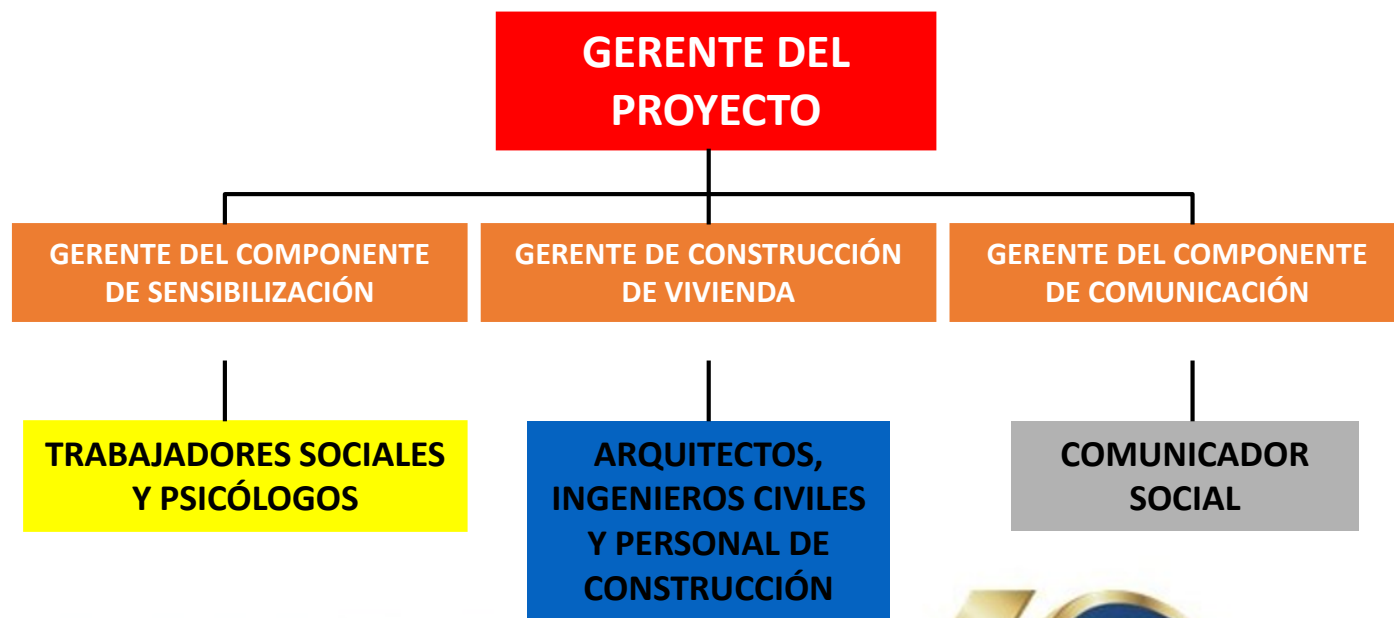 GERENTE DEL
PROYECTO
GERENTE DEL COMPONENTE
DE SENSIBILIZACIÓN
GERENTE DE CONSTRUCCIÓN
DE VIVIENDA
GERENTE DEL COMPONENTE
DE COMUNICACIÓN
TRABAJADORES SOCIALES
Y PSICÓLOGOS
ARQUITECTOS,
INGENIEROS CIVILES
Y PERSONAL DE
CONSTRUCCIÓN
COMUNICADOR
SOCIAL